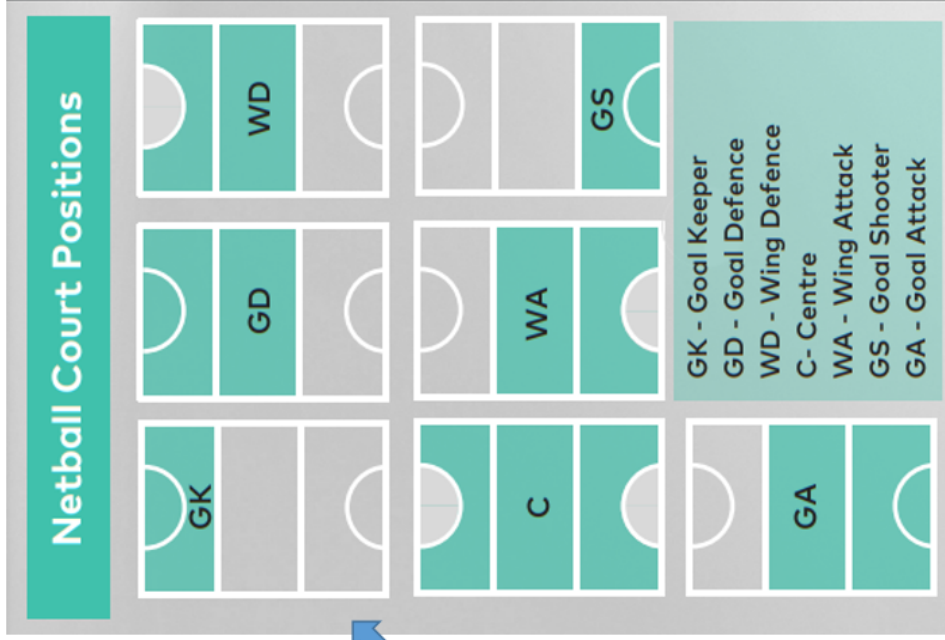 Netball Court Positions
GK
GD
WD
C
WA
GS
GA
GK - Goal Keeper
GD - Goal Defence
WD - Wing Defence
C- Centre
WA - Wing Attack
GS - Goal Shooter
GA - Goal Attack